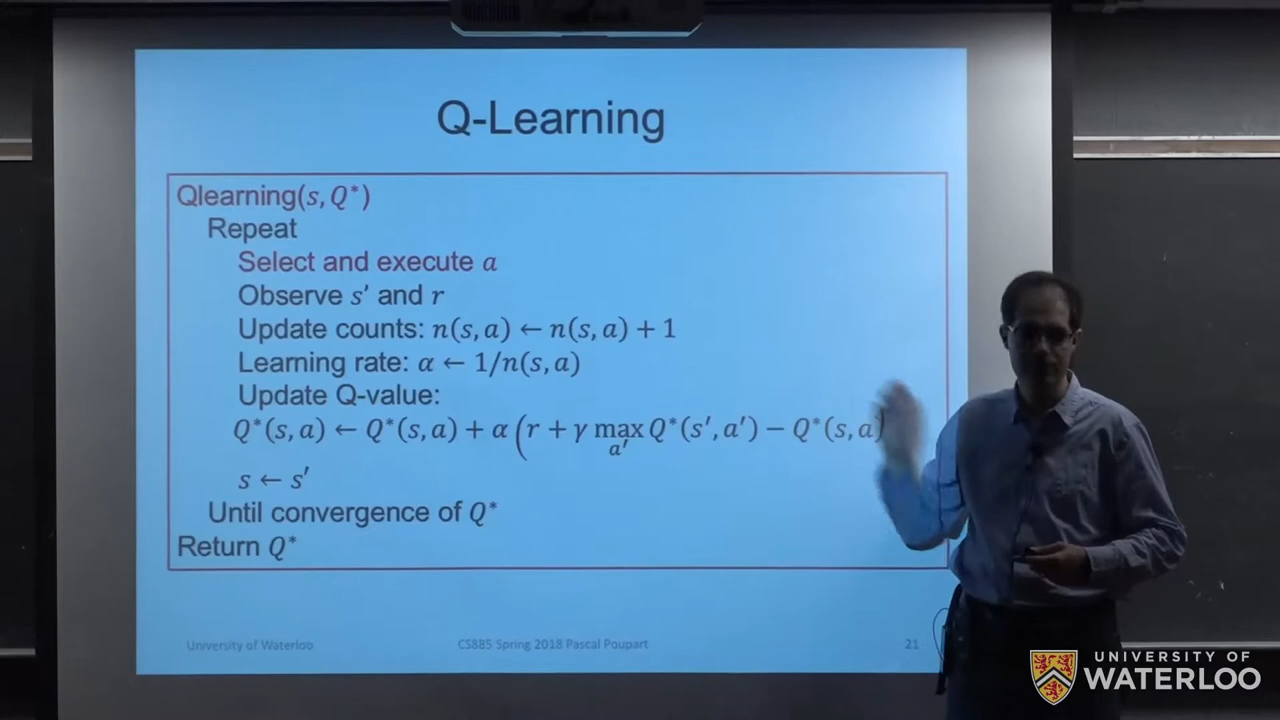 Q-Learning
Qlearning(s, Q*)
Repeat
Select and execute a
Observe s′ and r
Update counts: n(s, a) ← n(s, a) + 1
Learning rate: α ← 1/n(s, a)
Update Q-value:
Q*(s, a) ← Q*(s, a) + α (r + γ max Q*(s′, a′) − Q*(s, a)
a′
s ← s′
Until convergence of Q*
Return Q*
University of Waterloo
CS885 Spring 2018 Pascal Poupart
21
UNIVERSITY OF
WATERLOO